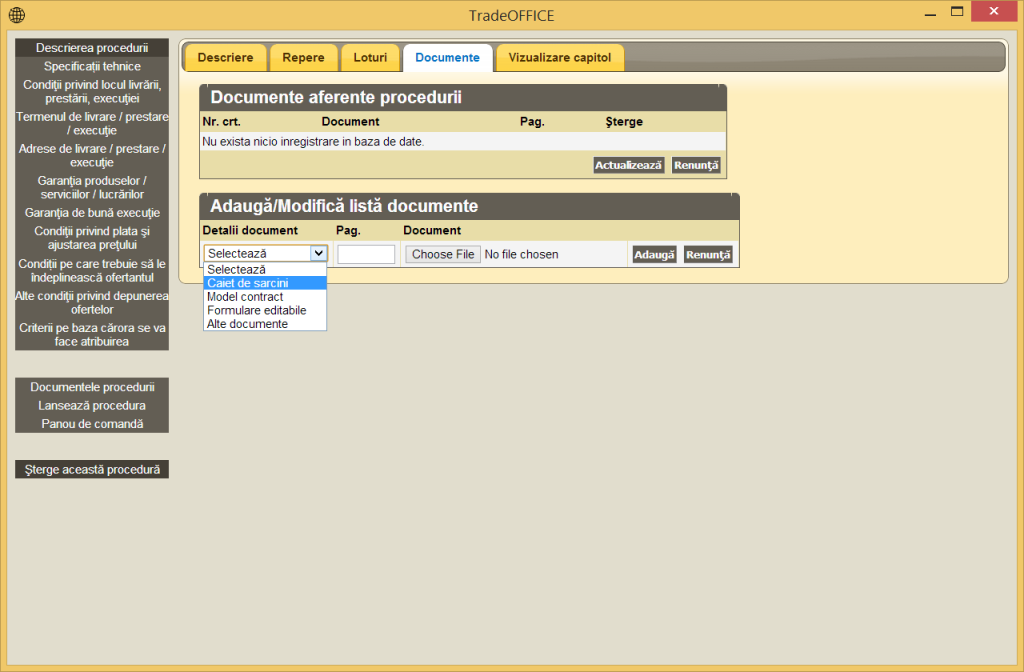 TradeOFFICE
Descrierea procedurii
Specificații tehnice
Condiţii privind locul livrării,
prestării, execuţiei
Termenul de livrare / prestare
/ execuţie
Adrese de livrare / prestare /
execuţie
Garanţia produselor /
serviciilor / lucrărilor
Garanţia de bună execuţie
Condiţii privind plata şi
ajustarea preţului
Condiții pe care trebuie să le
îndeplinească ofertantul
Alte condiţii privind depunerea
ofertelor
Criterii pe baza cărora se va
face atribuirea
Documentele procedurii
Lansează procedura
Panou de comandă
Şterge această procedură
Descriere Repere Loturi Documente Vizualizare capitol
Documente aferente procedurii
Nr. crt. Document Pag. Şterge
Nu exista nicio inregistrare in baza de date.
Actualizează Renunţă
Adaugă/Modifică listă documente
Detalii document Pag. Document
Selectează Choose File No file chosen Adaugă Renunţă
Selectează
Caiet de sarcini
Model contract
Formulare editabile
Alte documente